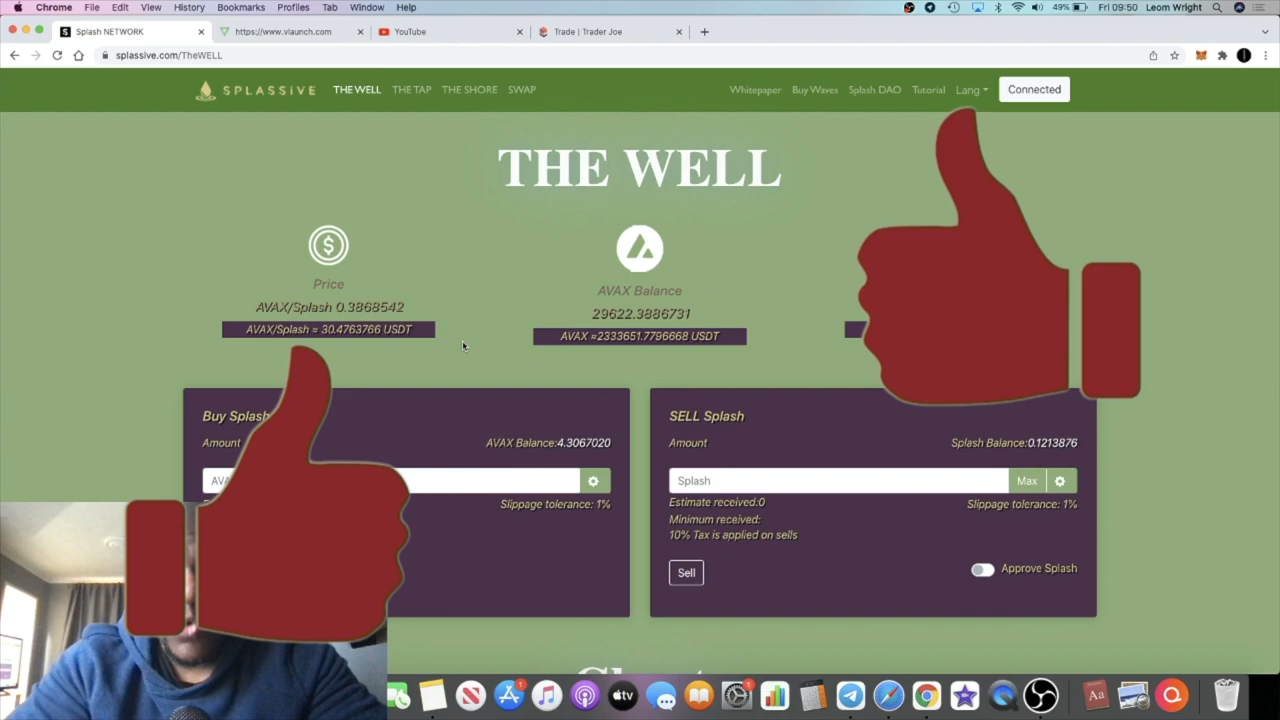 Chrome File Edit View History Bookmarks Profiles Tab Window Help 49% Fri 09:50 Leom Wright
Splash NETWORK https://www.vlaunch.com YouTube Trade | Trader Joe
splassive.com/TheWELL
SPLASSiVE THE WELL THE TAP THE SHORE SWAP Whitepaper Buy Waves Splash DAO Tutorial Lang Connected
THE WELL
Price
AVAX/Splash 0.3868542
AVAX/Splash ≈ 30.4763766 USDT
AVAX Balance
29622.3886731
AVAX ≈2333651.7796668 USDT
Buy Splash
Amount AVAX Balance:4.3067020
Slippage tolerance: 1%
SELL Splash
Amount Splash Balance:0.1213876
Splash Max
Estimate received:0 Slippage tolerance: 1%
Minimum received:
10% Tax is applied on sells
Sell Approve Splash
tv
Aa